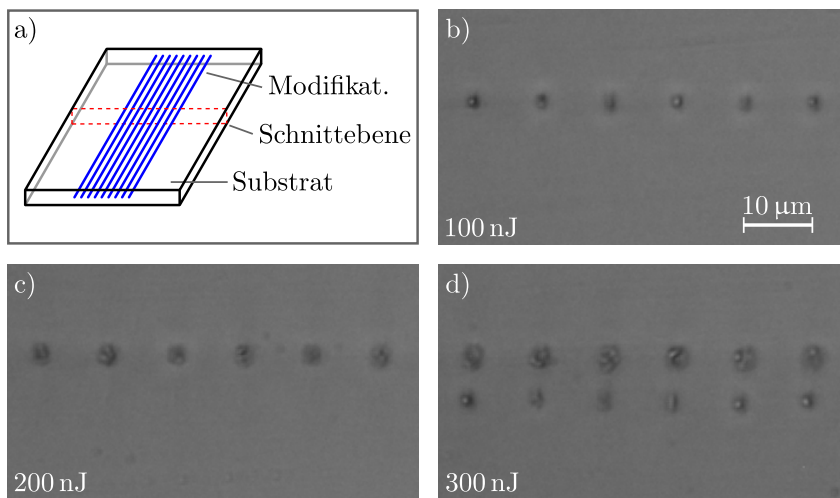 a)
Modifikat.
Schnittebene
Substrat
b)
10 µm
100 nJ
c)
200 nJ
d)
300 nJ